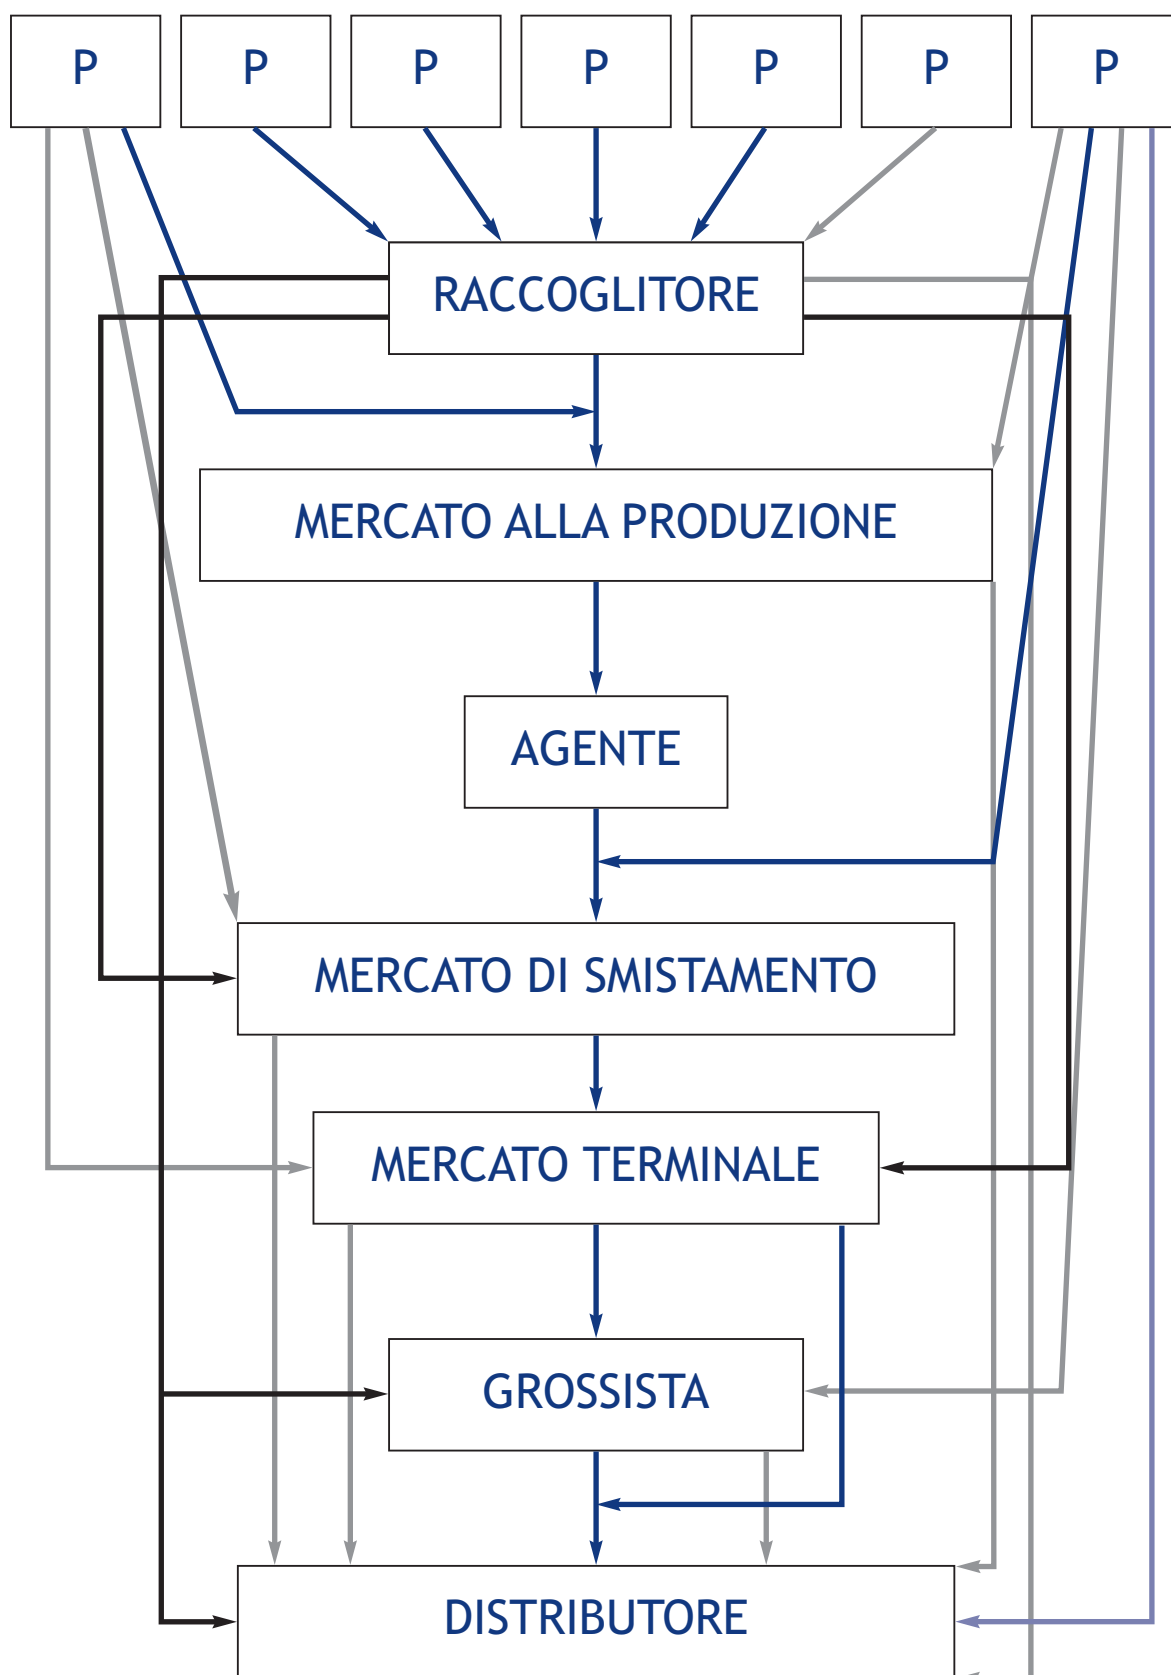 P P P P P P P
RACCOGLITORE
MERCATO ALLA PRODUZIONE
AGENTE
MERCATO DI SMISTAMENTO
MERCATO TERMINALE
GROSSISTA
DISTRIBUTORE